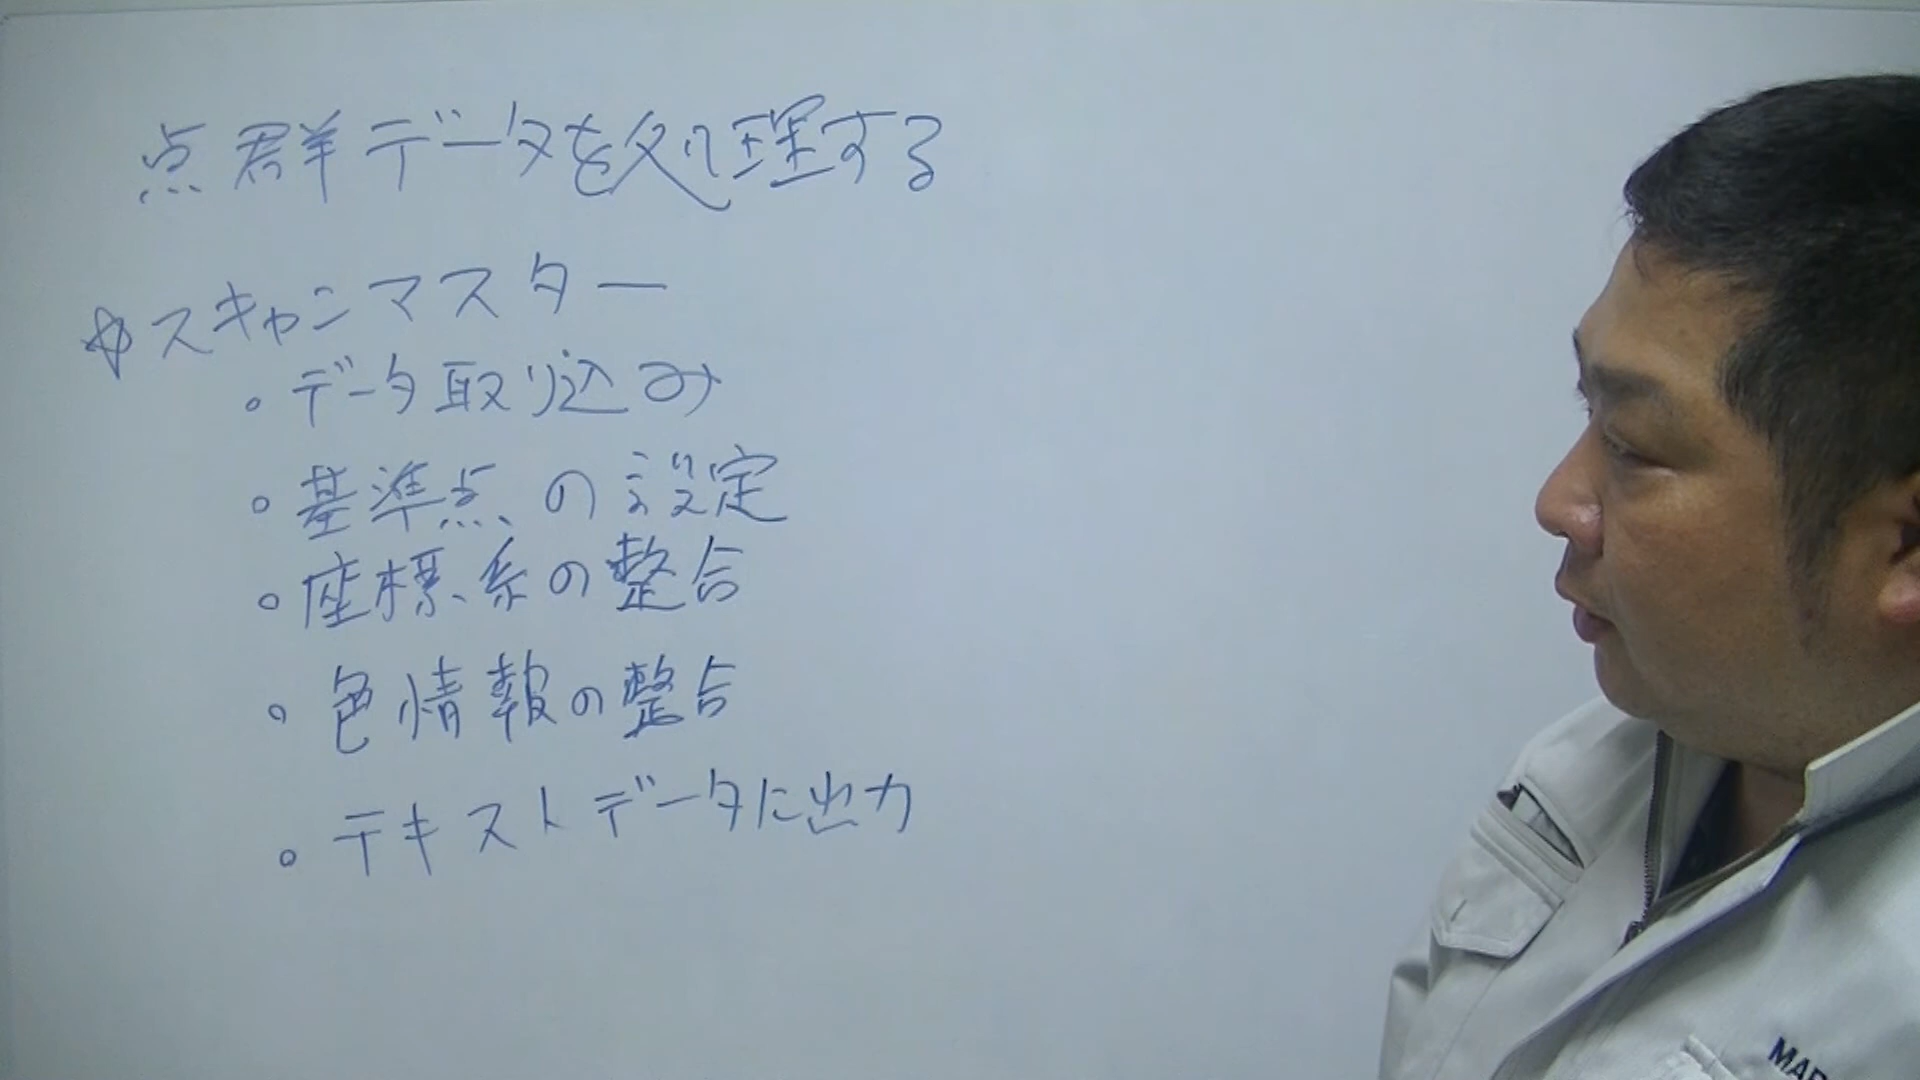 点群データを処理する
☆スキャンマスター
。データ取り込み
。基準点の設定
。座標系の整合
。色情報の整合
。テキストデータに出力
MAR